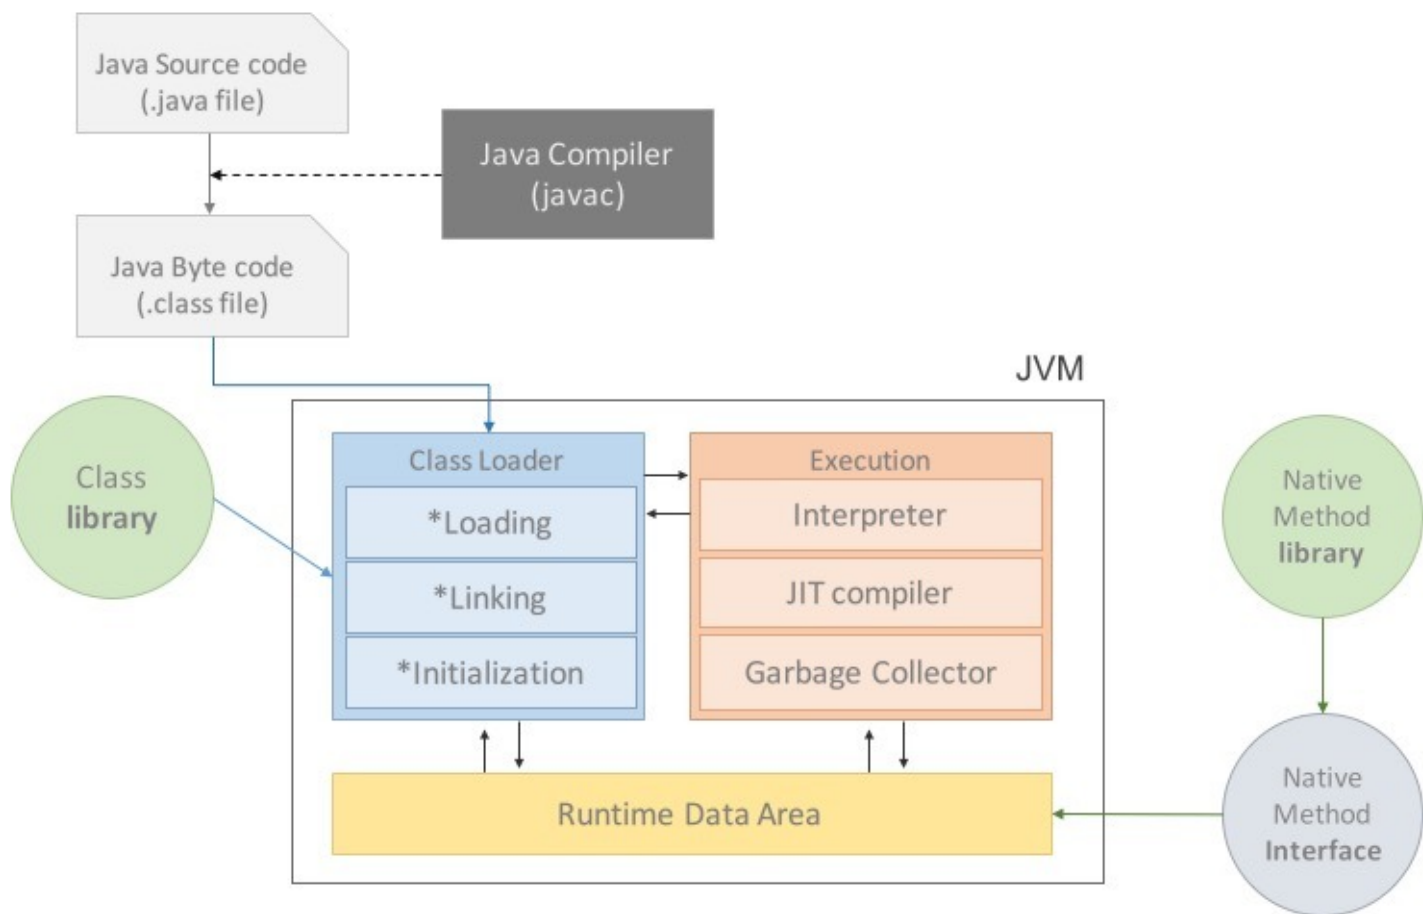 Java Source code
(.java file)
Java Compiler
(javac)
Java Byte code
(.class file)
JVM
Class
library
Class Loader
*Loading
*Linking
*Initialization
Execution
Interpreter
JIT compiler
Garbage Collector
Native
Method
library
Runtime Data Area
Native
Method
Interface